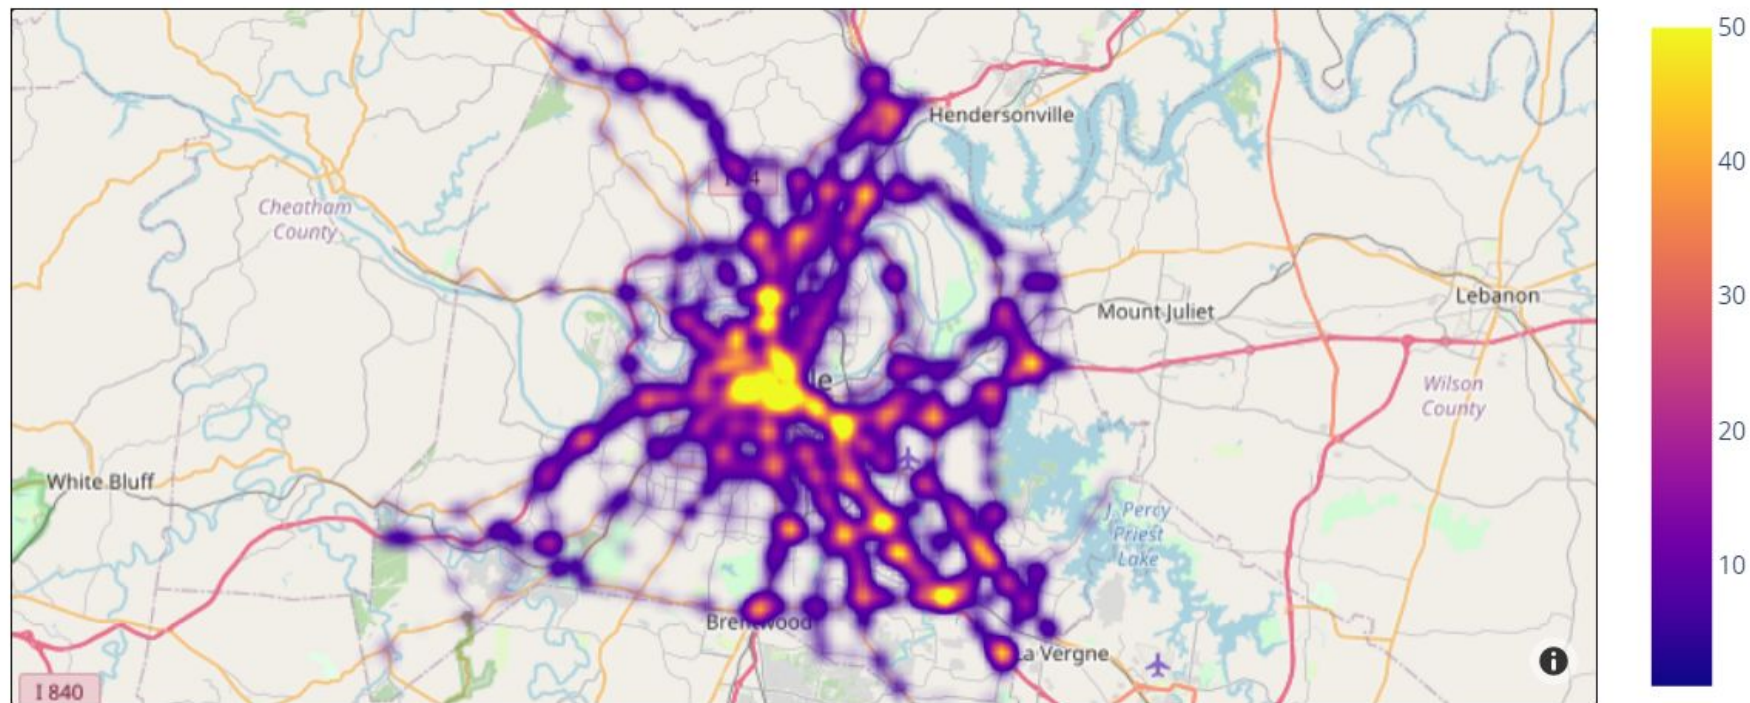 50
Hendersonville
40
Cheatham
County
30
Lebanon
Mount Juliet
le
Wilson
County
20
White Bluff
J. Percy
Priest
Lake
10
Brentwood
La Vergne
I 840